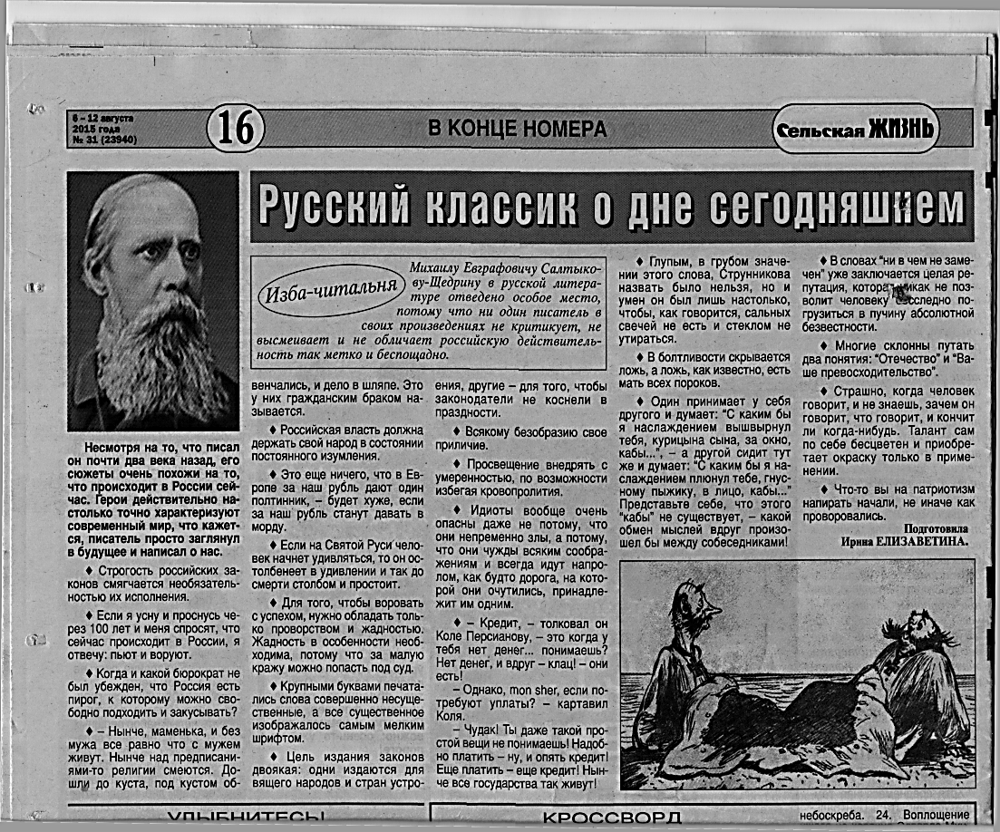 6 – 12 августа
2015 года
№ 31 (23940)
16
В КОНЦЕ НОМЕРА
Сельская ЖИЗНЬ
Русский классик о дне сегодняшнем
Изба-читальня
Михаилу Евграфовичу Салтыко-
ву-Щедрину в русской литера-
туре отведено особое место,
потому что ни один писатель в
своих произведениях не критикует, не
высмеивает и не обличает российскую действитель-
ность так метко и беспощадно.
Несмотря на то, что писал
он почти два века назад, его
сюжеты очень похожи на то,
что происходит в России сей-
час. Герои действительно на-
столько точно характеризуют
современный мир, что кажет-
ся, писатель просто заглянул
в будущее и написал о нас.
♦ Строгость российских за-
конов смягчается необязатель-
ностью их исполнения.
♦ Если я усну и проснусь че-
рез 100 лет и меня спросят, что
сейчас происходит в России, я
отвечу: пьют и воруют.
♦ Когда и какой бюрократ не
был убежден, что Россия есть
пирог, к которому можно сво-
бодно подходить и закусывать?
♦ – Нынче, маменька, и без
мужа все равно что с мужем
живут. Нынче над предписани-
ями-то религии смеются. До-
шли до куста, под кустом об-
венчались, и дело в шляпе. Это
у них гражданским браком на-
зывается.
♦ Российская власть должна
держать свой народ в состоянии
постоянного изумления.
♦ Это еще ничего, что в Ев-
ропе за наш рубль дают один
полтинник, – будет хуже, если
за наш рубль станут давать в
морду.
♦ Если на Святой Руси чело-
век начнет удивляться, то он ос-
толбенеет в удивлении и так до
смерти столбом и простоит.
♦ Для того, чтобы воровать
с успехом, нужно обладать толь-
ко проворством и жадностью.
Жадность в особенности необ-
ходима, потому что за малую
кражу можно попасть под суд.
♦ Крупными буквами печата-
лись слова совершенно несуще-
ственные, а все существенное
изображалось самым мелким
шрифтом.
♦ Цель издания законов
двоякая: одни издаются для
вящего народов и стран устро-
ения, другие – для того, чтобы
законодатели не коснели в
праздности.
♦ Всякому безобразию свое
приличие.
♦ Просвещение внедрять с
умеренностью, по возможности
избегая кровопролития.
♦ Идиоты вообще очень
опасны даже не потому, что
они непременно злы, а потому,
что они чужды всяким сообра-
жениям и всегда идут напро-
лом, как будто дорога, на кото-
рой они очутились, принадле-
жит им одним.
♦ – Кредит, – толковал он
Коле Персианову, – это когда у
тебя нет денег... понимаешь?
Нет денег, и вдруг – клац! – они
есть!
– Однако, mon sher, если по-
требуют уплаты? – картавил
Коля.
– Чудак! Ты даже такой про-
стой вещи не понимаешь! Надоб-
но платить – ну, и опять кредит!
Еще платить – еще кредит! Нын-
че все государства так живут!
♦ Глупым, в грубом значе-
нии этого слова, Струнникова
назвать было нельзя, но и
умен он был лишь настолько,
чтобы, как говорится, сальных
свечей не есть и стеклом не
утираться.
♦ В болтливости скрывается
ложь, а ложь, как известно, есть
мать всех пороков.
♦ Один принимает у себя
другого и думает: “С каким бы
я наслаждением вышвырнул
тебя, курицына сына, за окно,
кабы...”, – а другой сидит тут
же и думает: “С каким бы я на-
слаждением плюнул тебе, гнус-
ному пыжику, в лицо, кабы...”
Представьте себе, что этого
“кабы” не существует, – какой
обмен мыслей вдруг произо-
шел бы между собеседниками!
♦ В словах “ни в чем не заме-
чен” уже заключается целая ре-
путация, никак не поз-
волит человеку по-
грузиться в пучину абсолютной
безвестности.
♦ Многие склонны путать
два понятия: “Отечество” и “Ва-
ше превосходительство”.
♦ Страшно, когда человек
говорит, и не знаешь, зачем он
говорит, что говорит, и кончит
ли когда-нибудь. Талант сам
по себе бесцветен и приобре-
тает окраску только в приме-
нении.
♦ Что-то вы на патриотизм
напирать начали, не иначе как
проворовались.
Подготовила
Ирина ЕЛИЗАВЕТИНА.
УЛЫБНИТЕСЬ!
КРОССВОРД
небоскреба. 24. Воплощение